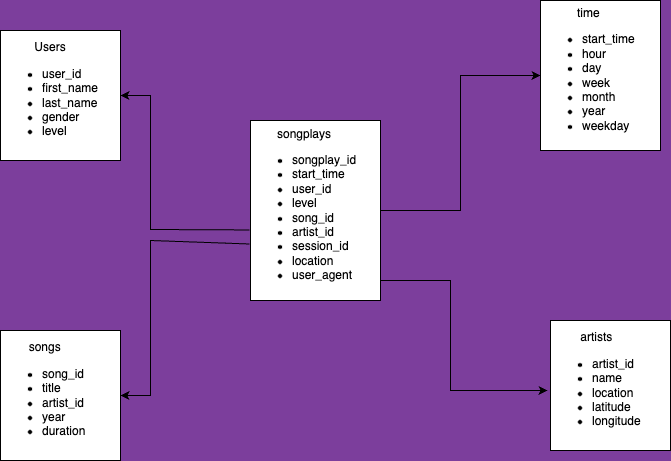 Users
user_id
first_name
last_name
gender
level
time
start_time
hour
day
week
month
year
weekday
songplays
songplay_id
start_time
user_id
level
song_id
artist_id
session_id
location
user_agent
songs
song_id
title
artist_id
year
duration
artists
artist_id
name
location
latitude
longitude